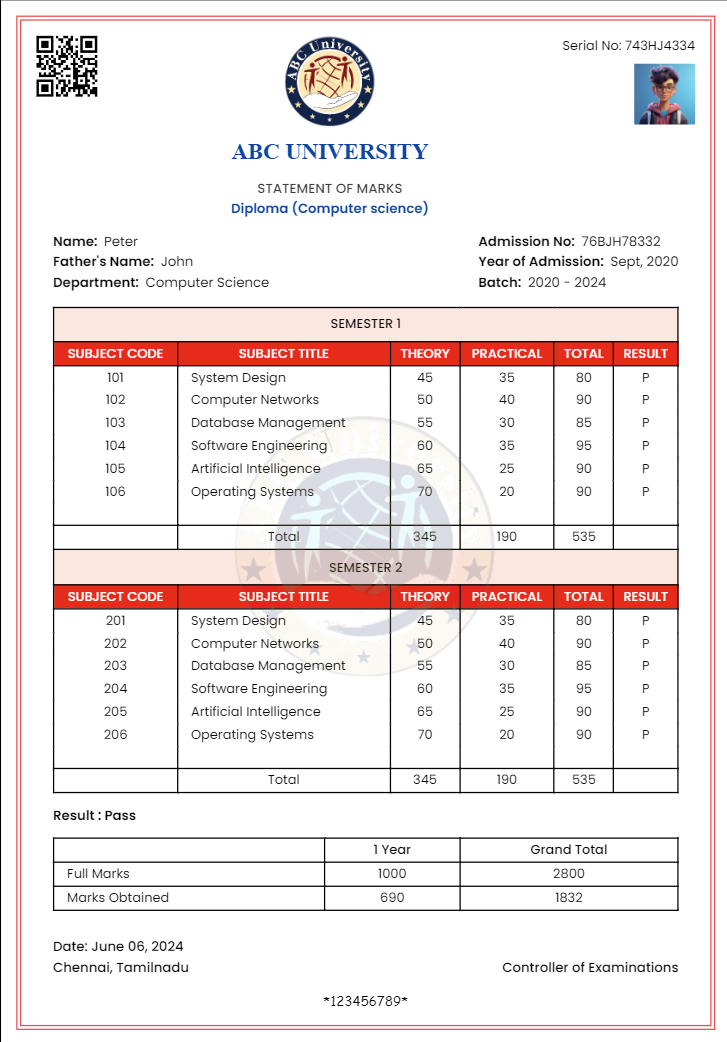 ABC University
Serial No: 743HJ4334
ABC UNIVERSITY
STATEMENT OF MARKS
Diploma (Computer science)
Name: Peter Admission No: 76BJH78332
Father's Name: John Year of Admission: Sept, 2020
Department: Computer Science Batch: 2020 - 2024
SEMESTER 1
SUBJECT CODE SUBJECT TITLE THEORY PRACTICAL TOTAL RESULT
101 System Design 45 35 80 P
102 Computer Networks 50 40 90 P
103 Database Management 55 30 85 P
104 Software Engineering 60 35 95 P
105 Artificial Intelligence 65 25 90 P
106 Operating Systems 70 20 90 P
Total 345 190 535
SEMESTER 2
SUBJECT CODE SUBJECT TITLE THEORY PRACTICAL TOTAL RESULT
201 System Design 45 35 80 P
202 Computer Networks 50 40 90 P
203 Database Management 55 30 85 P
204 Software Engineering 60 35 95 P
205 Artificial Intelligence 65 25 90 P
206 Operating Systems 70 20 90 P
Total 345 190 535
Result : Pass
1 Year Grand Total
Full Marks 1000 2800
Marks Obtained 690 1832
Date: June 06, 2024
Chennai, Tamilnadu Controller of Examinations
*123456789*